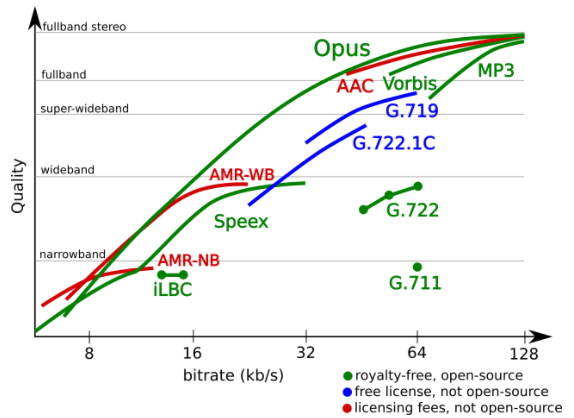 fullband stereo
Opus
fullband
AAC
Vorbis
MP3
super-wideband
G.719
G.722.1C
wideband
AMR-WB
Speex
G.722
narrowband
AMR-NB
iLBC
G.711
Quality
8 16 32 64 128
bitrate (kb/s)
royalty-free, open-source
free license, not open-source
licensing fees, not open-source